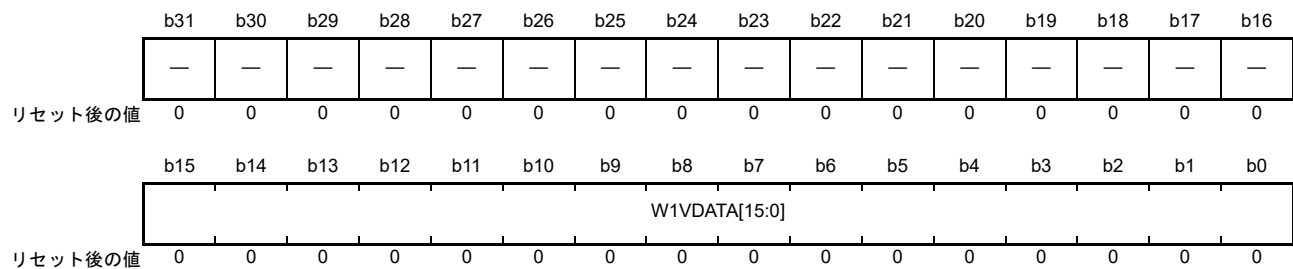 b31 b30 b29 b28 b27 b26 b25 b24 b23 b22 b21 b20 b19 b18 b17 b16
— — — — — — — — — — — — — — — —
リセット後の値 0 0 0 0 0 0 0 0 0 0 0 0 0 0 0 0
b15 b14 b13 b12 b11 b10 b9 b8 b7 b6 b5 b4 b3 b2 b1 b0
W1VDATA[15:0]
リセット後の値 0 0 0 0 0 0 0 0 0 0 0 0 0 0 0 0